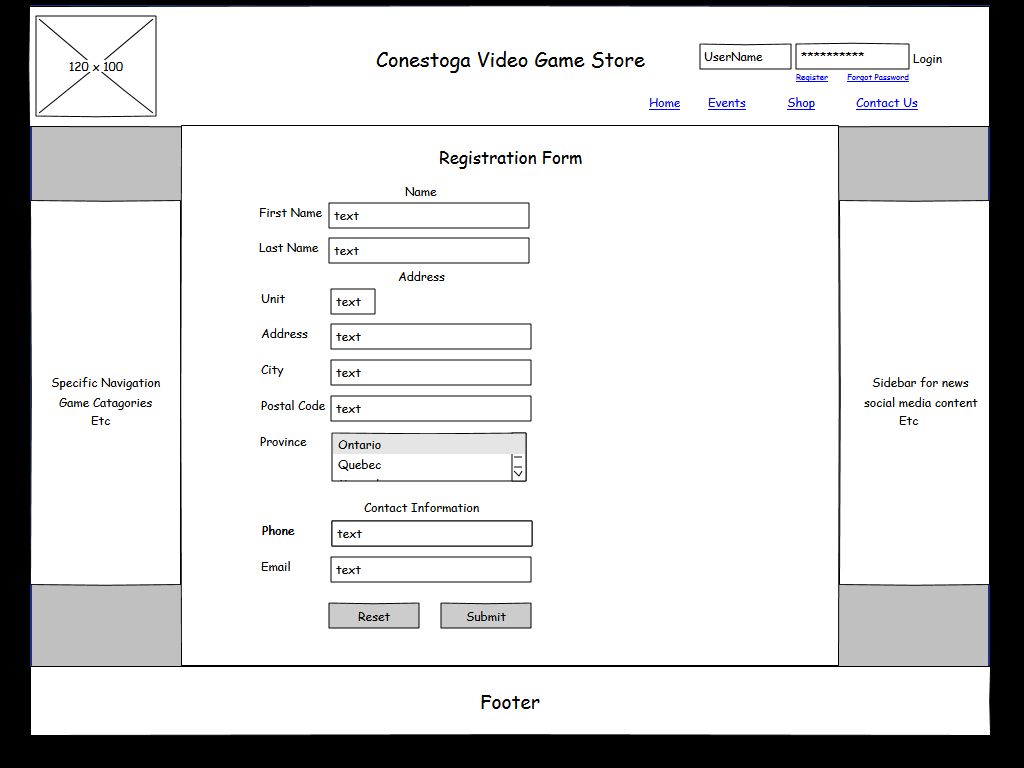 120 x 100
Conestoga Video Game Store
UserName
**********
Login
Register
Forgot Password
Home
Events
Shop
Contact Us
Registration Form
Name
First Name
text
Last Name
text
Address
Unit
text
Address
text
City
text
Postal Code
text
Province
Ontario
Quebec
Contact Information
Phone
text
Email
text
Reset
Submit
Specific Navigation
Game Catagories
Etc
Sidebar for news
social media content
Etc
Footer